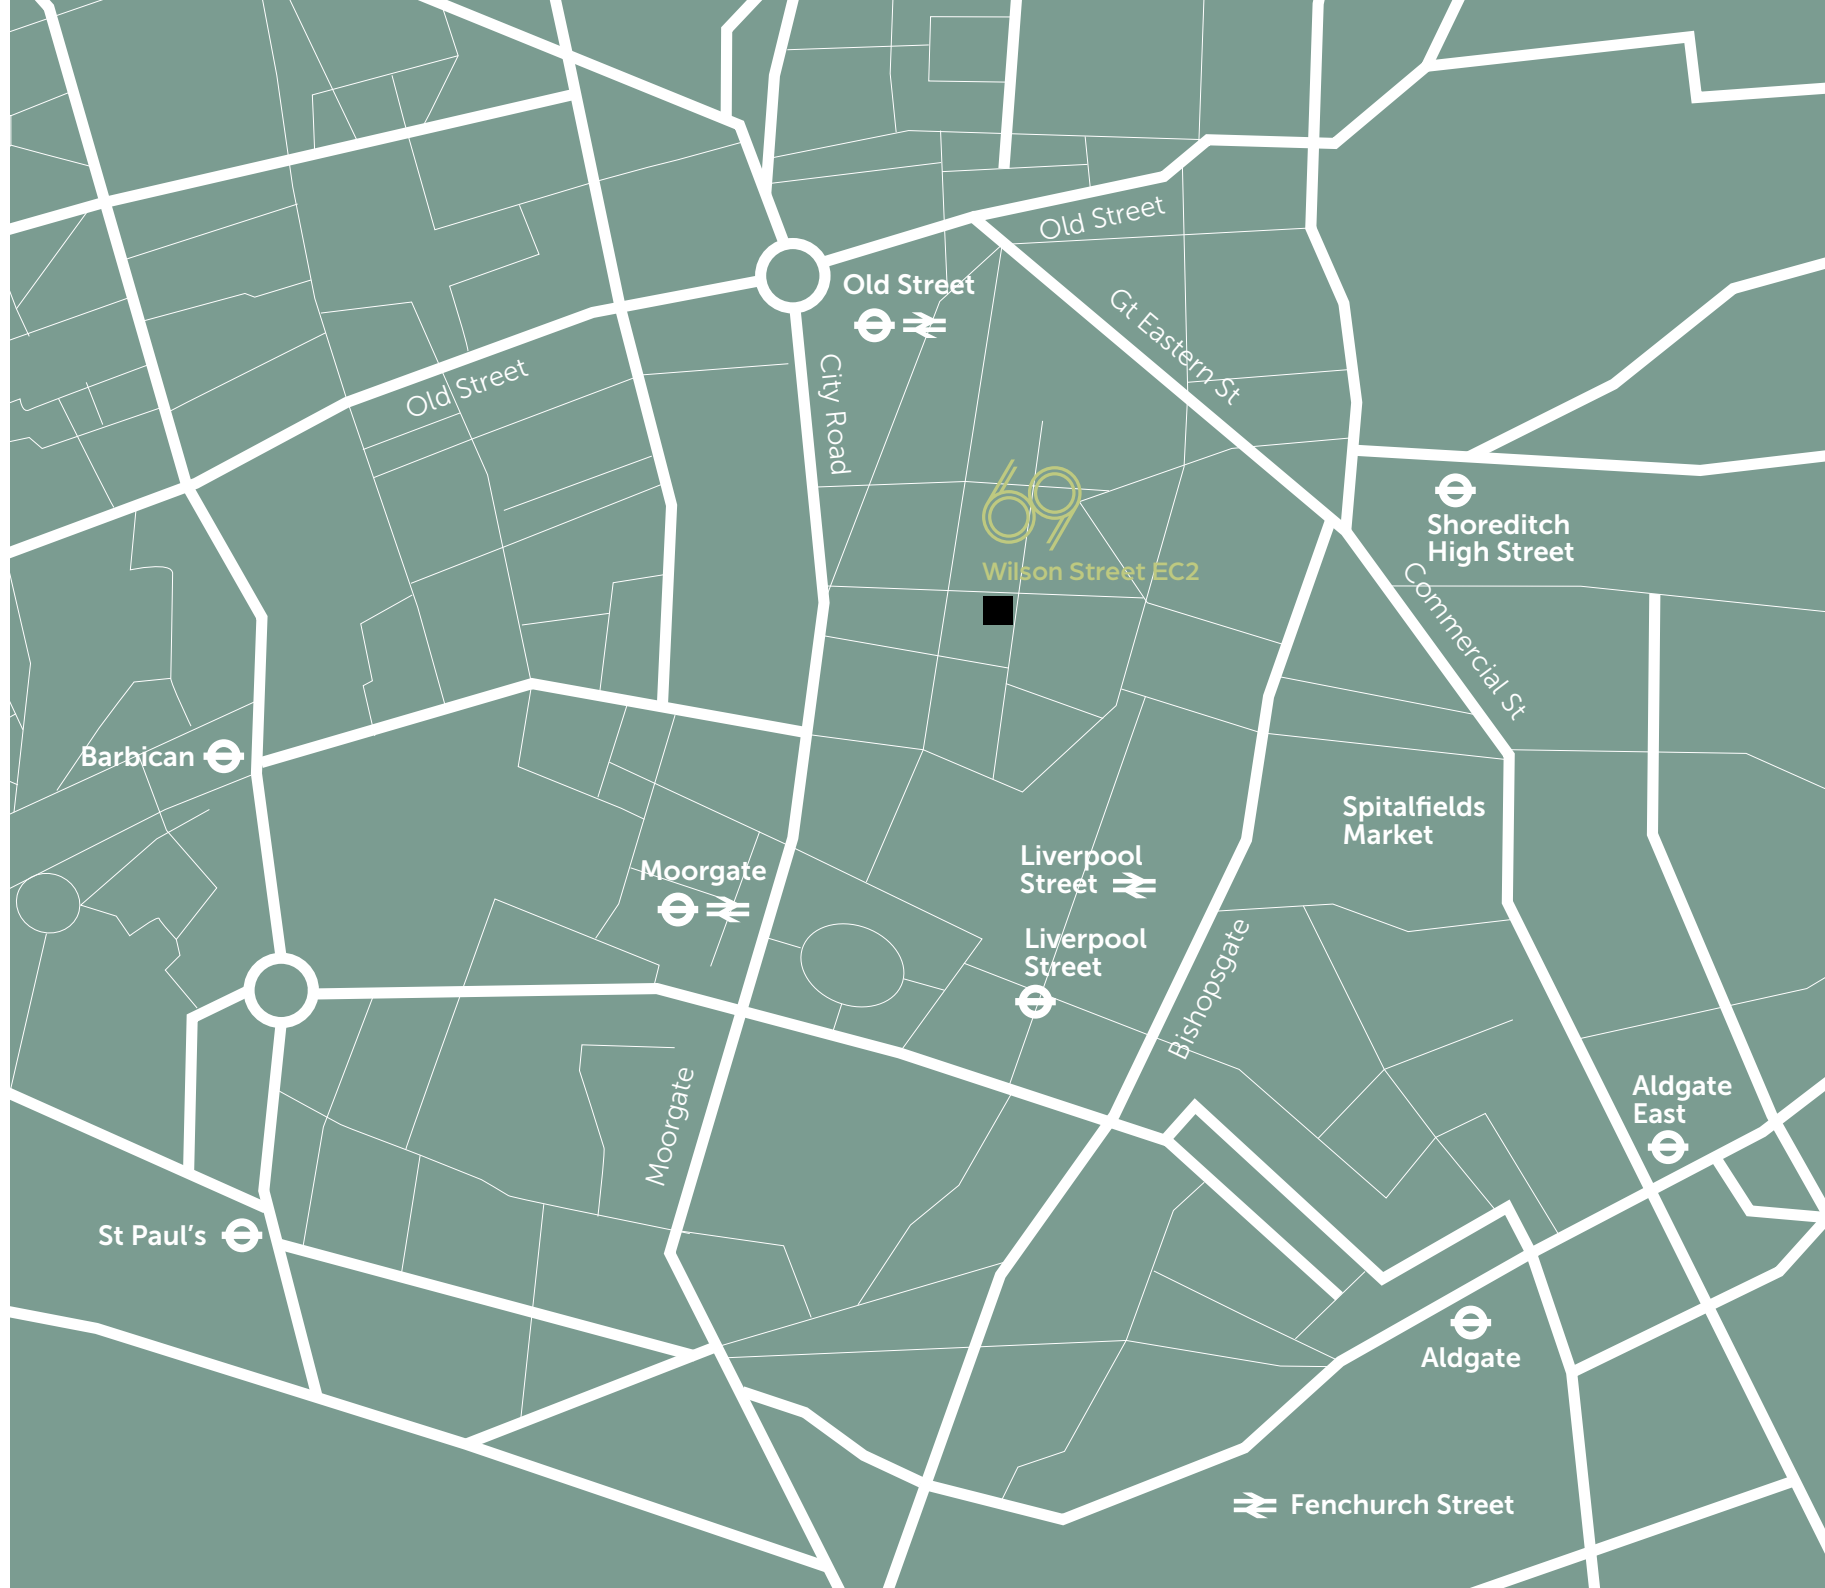 Old Street
Old Street
Gt Eastern St
Old Street
City Road
69
Wilson Street EC2
Shoreditch
High Street
Commercial St
Barbican
Spitalfields
Market
Moorgate
Liverpool
Street
Liverpool
Street
Bishopsgate
Moorgate
Aldgate
East
St Paul’s
Aldgate
Fenchurch Street